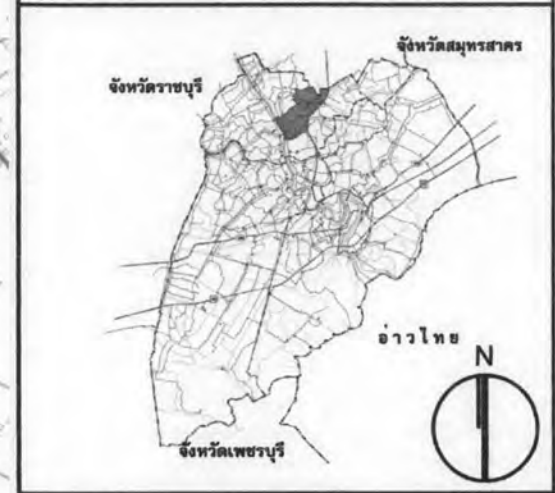 จังหวัดสมุทรสาคร
จังหวัดราชบุรี
อ่าวไทย
N
จังหวัดเพชรบุรี